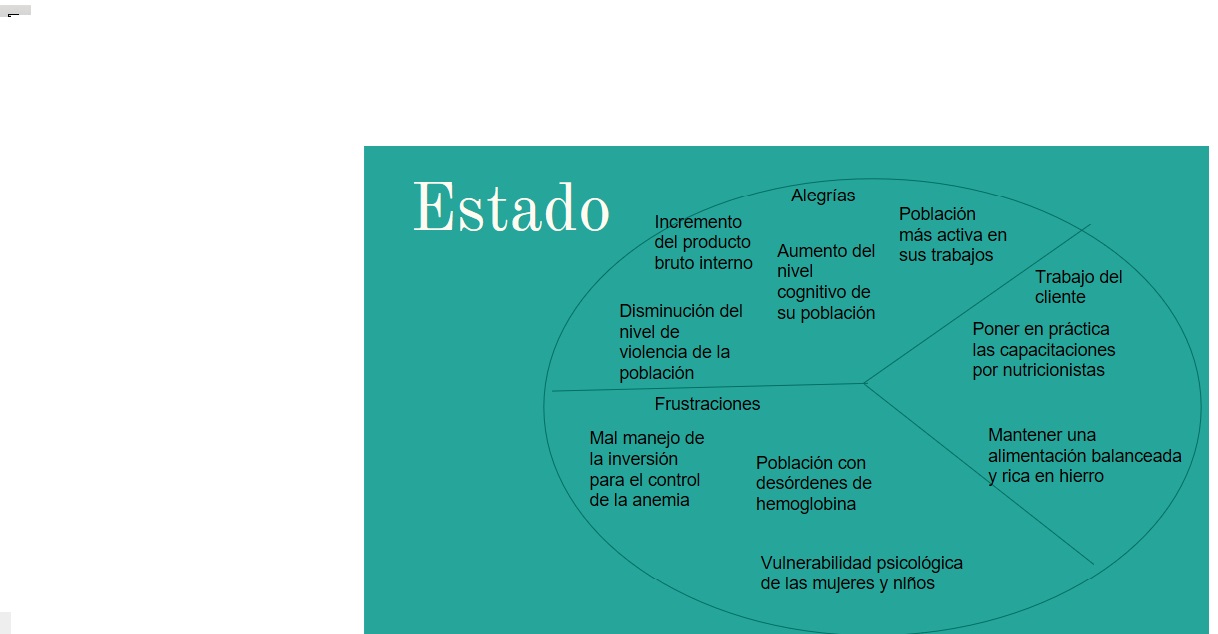 Estado
Alegrías
Incremento
del producto
bruto interno
Aumento del
nivel
cognitivo de
su población
Población
más activa en
sus trabajos
Disminución del
nivel de
violencia de la
población
Trabajo del
cliente
Poner en práctica
las capacitaciones
por nutricionistas
Mantener una
alimentación balanceada
y rica en hierro
Frustraciones
Mal manejo de
la inversión
para el control
de la anemia
Población con
desórdenes de
hemoglobina
Vulnerabilidad psicológica
de las mujeres y niños